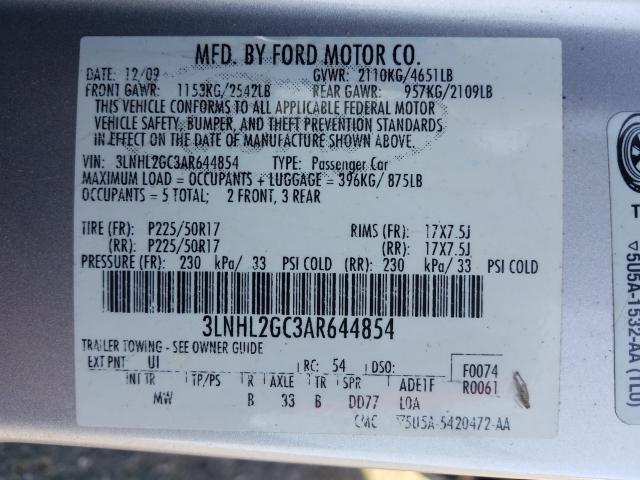 MFD. BY FORD MOTOR CO.
DATE: 12/09 GVWR: 2110KG/4651LB
FRONT GAWR: 1153KG/2542LB REAR GAWR: 957KG/2109LB
THIS VEHICLE CONFORMS TO ALL APPLICABLE FEDERAL MOTOR
VEHICLE SAFETY, BUMPER, AND THEFT PREVENTION STANDARDS
IN EFFECT ON THE DATE OF MANUFACTURE SHOWN ABOVE.
VIN: 3LNHL2GC3AR644854 TYPE: Passenger Car
MAXIMUM LOAD = OCCUPANTS + LUGGAGE = 396KG/ 875LB
OCCUPANTS = 5 TOTAL; 2 FRONT, 3 REAR
TIRE (FR): P225/50R17 RIMS (FR): 17X7.5J
(RR): P225/50R17 (RR): 17X7.5J
PRESSURE (FR): 230 kPa/ 33 PSI COLD (RR): 230 kPa/ 33 PSI COLD
3LNHL2GC3AR644854
TRAILER TOWING - SEE OWNER GUIDE
EXT PNT UI RC: 54 DSO: F0074
INT TR TP/PS R AXLE TR SPR ADE1F R0061
MW B 33 B DD77 LOA
CMC 5U5A-5420472-AA
T
5U5A-1532-AA (TLU)